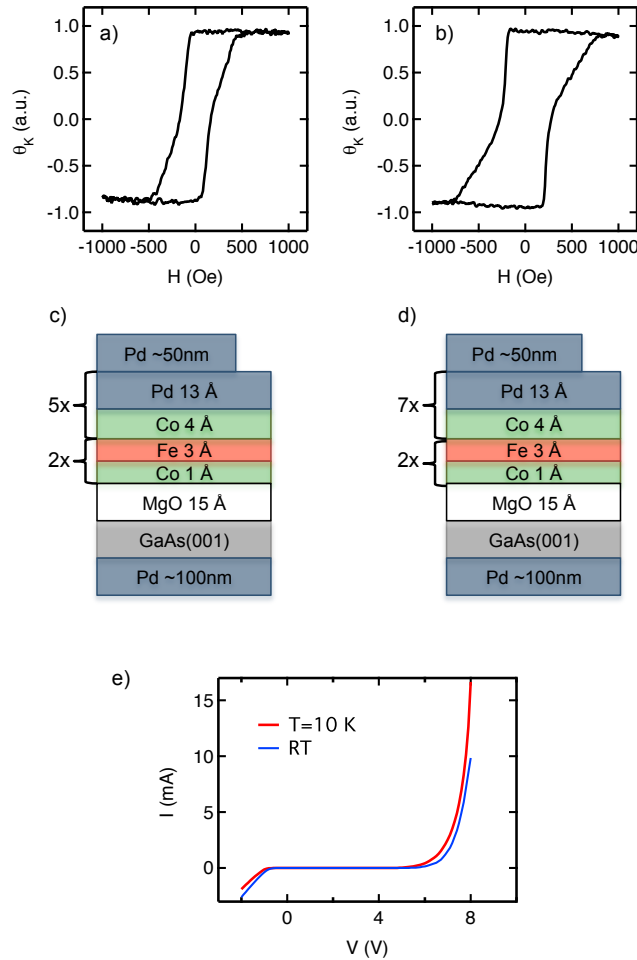 a)
b)
1.0
0.5
0.0
-0.5
-1.0
θK (a.u.)
-1000 -500 0 500 1000
H (Oe)
1.0
0.5
0.0
-0.5
-1.0
θK (a.u.)
-1000 -500 0 500 1000
H (Oe)
c)
Pd ~50nm
5x
Pd 13 Å
Co 4 Å
2x
Fe 3 Å
Co 1 Å
MgO 15 Å
GaAs(001)
Pd ~100nm
d)
Pd ~50nm
7x
Pd 13 Å
Co 4 Å
2x
Fe 3 Å
Co 1 Å
MgO 15 Å
GaAs(001)
Pd ~100nm
e)
15
10
5
0
I (mA)
T=10 K
RT
0 4 8
V (V)